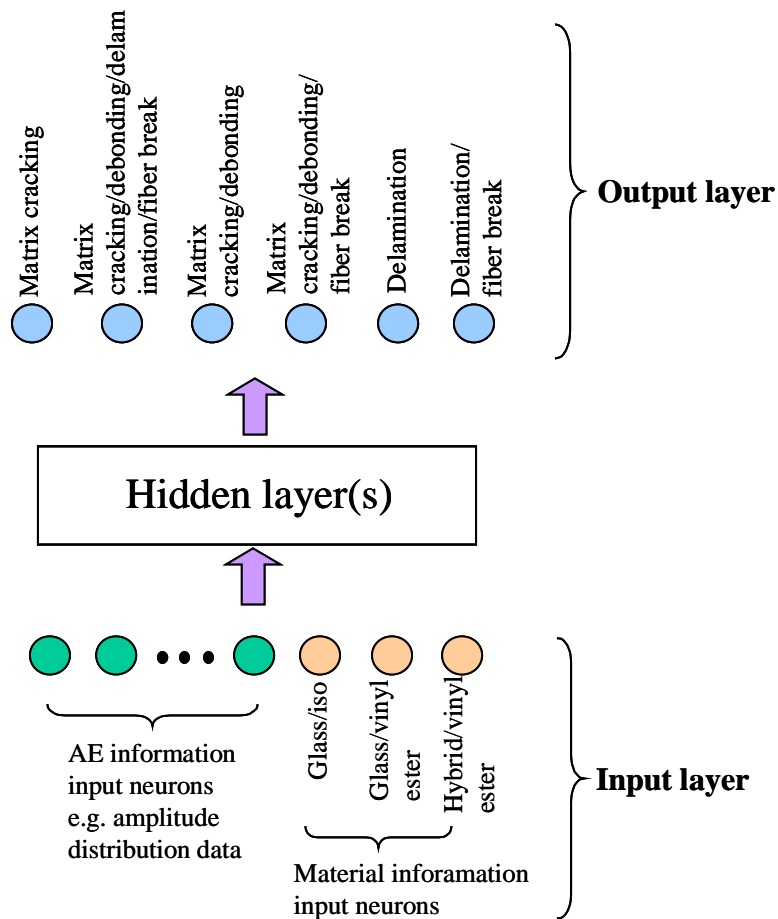 Matrix cracking
Matrix
cracking/debonding/delam
ination/fiber break
Matrix
cracking/debonding
Matrix
cracking/debonding/
fiber break
Delamination
Delamination/
fiber break
Output layer
Hidden layer(s)
Glass/iso
Glass/vinyl
ester
Hybrid/vinyl
ester
AE information
input neurons
e.g. amplitude
distribution data
Input layer
Material inforamation
input neurons